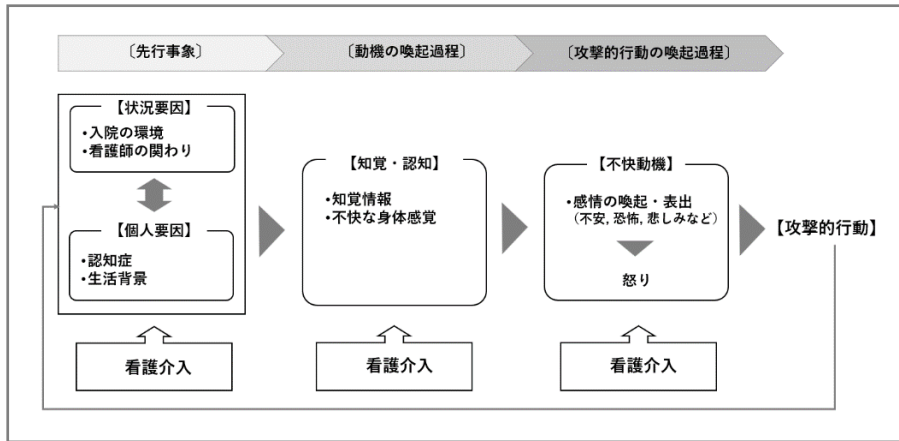 〔先行事象〕
〔動機の喚起過程〕
〔攻撃的行動の喚起過程〕
【状況要因】
・入院の環境
・看護師の関わり
【個人要因】
・認知症
・生活背景
【知覚・認知】
・知覚情報
・不快な身体感覚
【不快動機】
・感情の喚起・表出
（不安, 恐怖, 悲しみなど）
怒り
【攻撃的行動】
看護介入
看護介入
看護介入